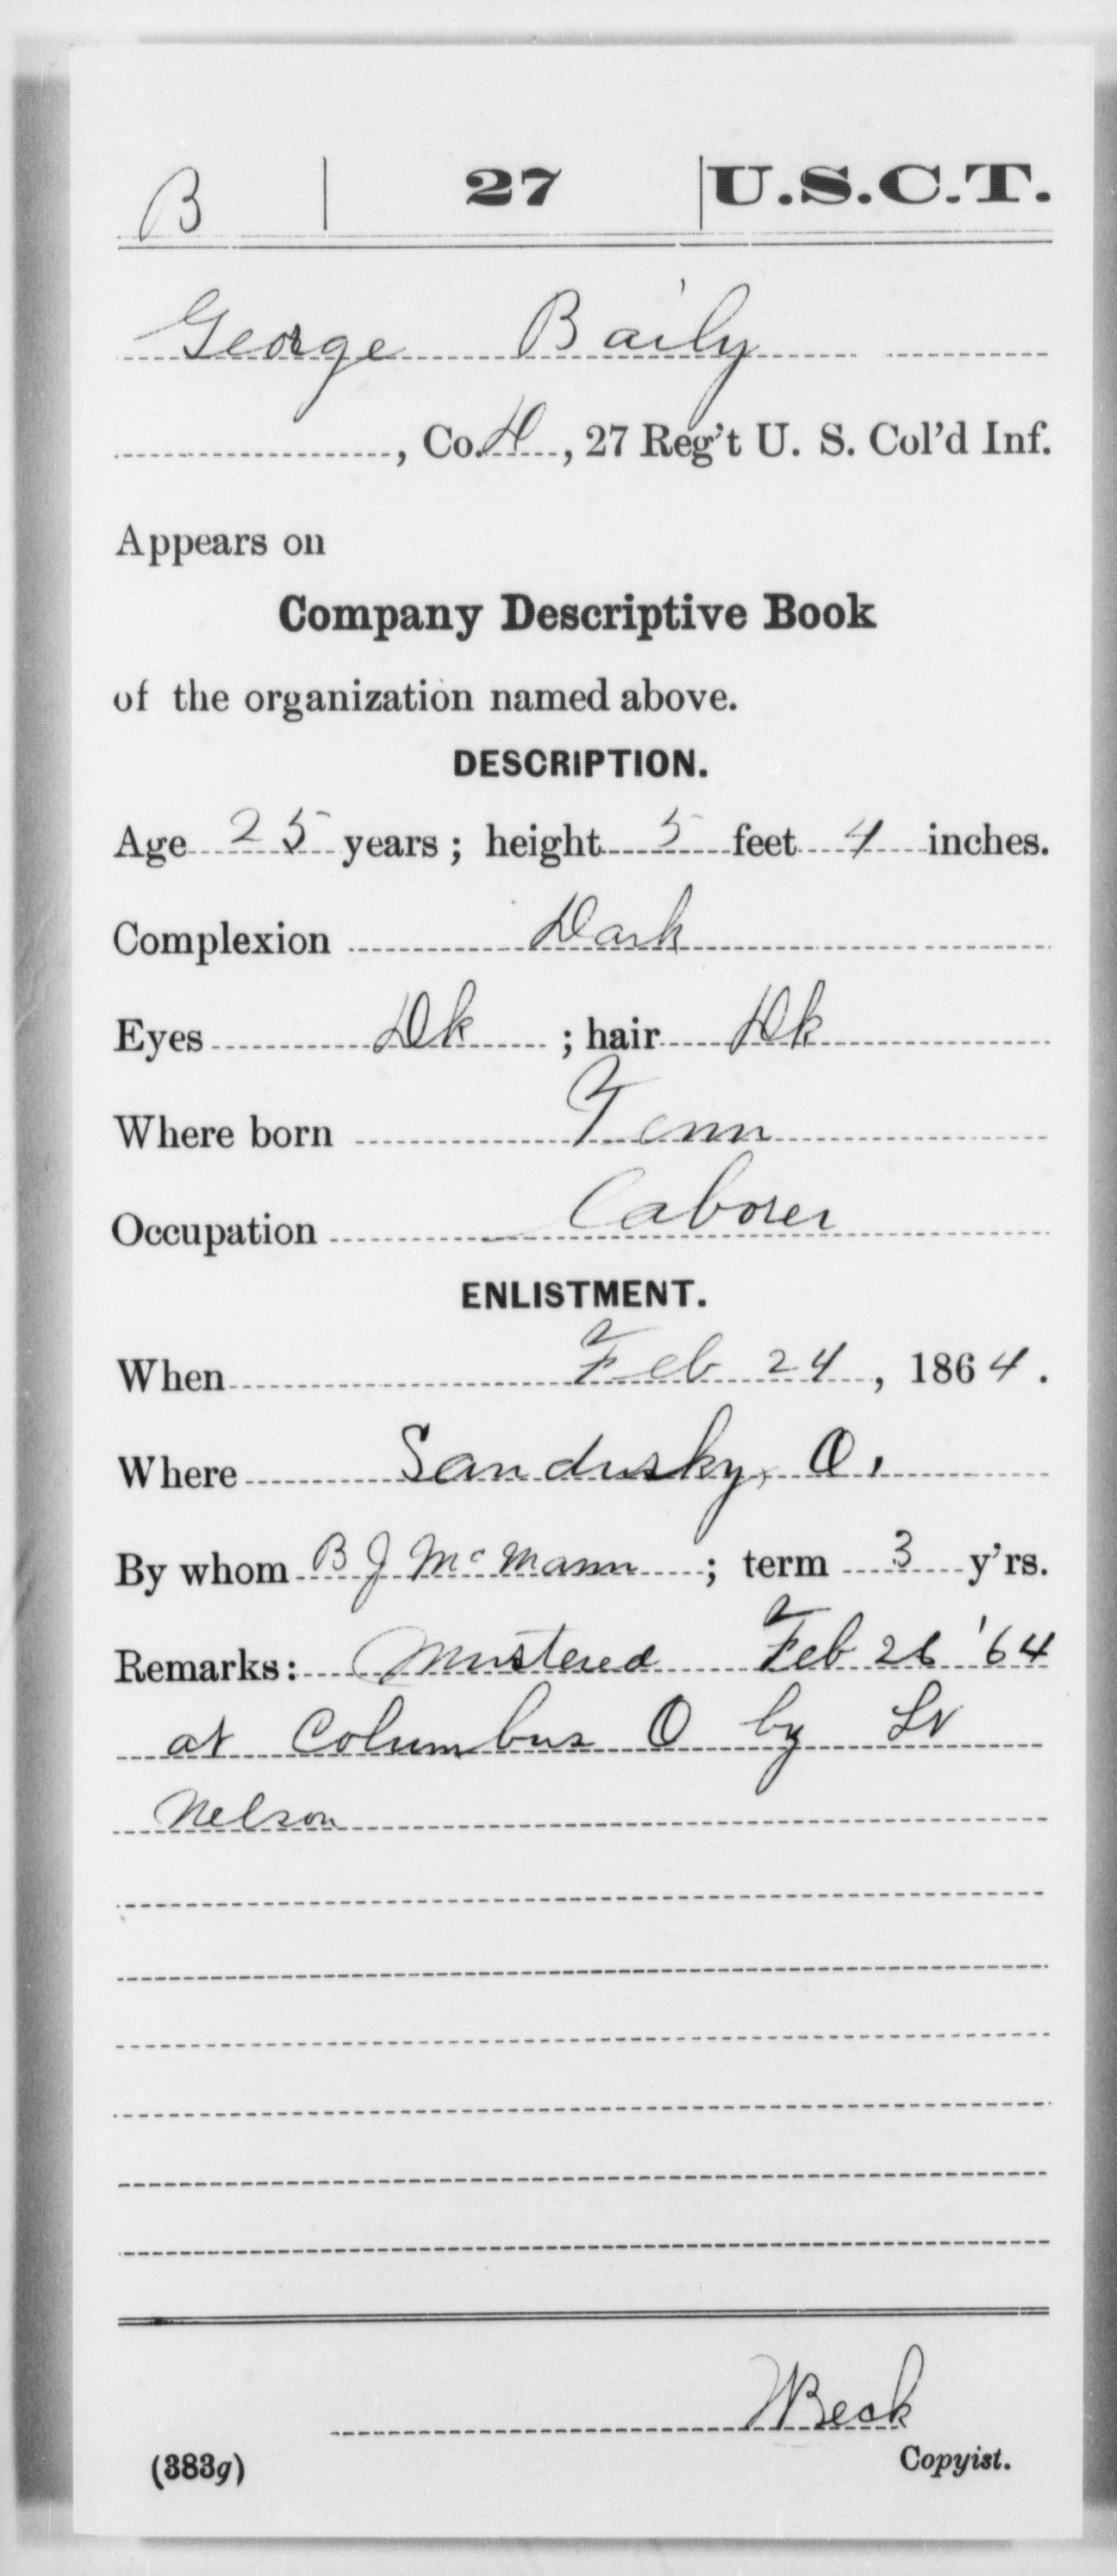 B 27 U.S.C.T.
George Baily
, Co. D, 27 Reg't U. S. Col'd Inf.
Appears on
Company Descriptive Book
of the organization named above.
DESCRIPTION.
Age 25 years; height 5 feet 4 inches.
Complexion Dark
Eyes Dk ; hair Dk
Where born Tenn
Occupation Laborer
ENLISTMENT.
When Feb 24, 1864.
Where Sandusky, O.
By whom B J McMann ; term 3 y'rs.
Remarks: Mustered Feb 26 '64
at Columbus O by Lt
Nelson
WBeck
(383g) Copyist.